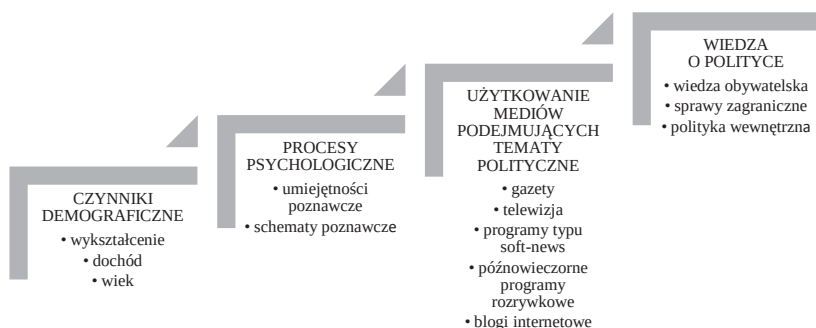 CZYNNIKI
DEMOGRAFICZNE
• wykształcenie
• dochód
• wiek
PROCESY
PSYCHOLOGICZNE
• umiejętności
poznawcze
• schematy poznawcze
UŻYTKOWANIE
MEDIÓW
PODEJMUJĄCYCH
TEMATY
POLITYCZNE
• gazety
• telewizja
• programy typu
soft-news
• późnowieczorne
programy
rozrywkowe
• blogi internetowe
WIEDZA
O POLITYCE
• wiedza obywatelska
• sprawy zagraniczne
• polityka wewnętrzna